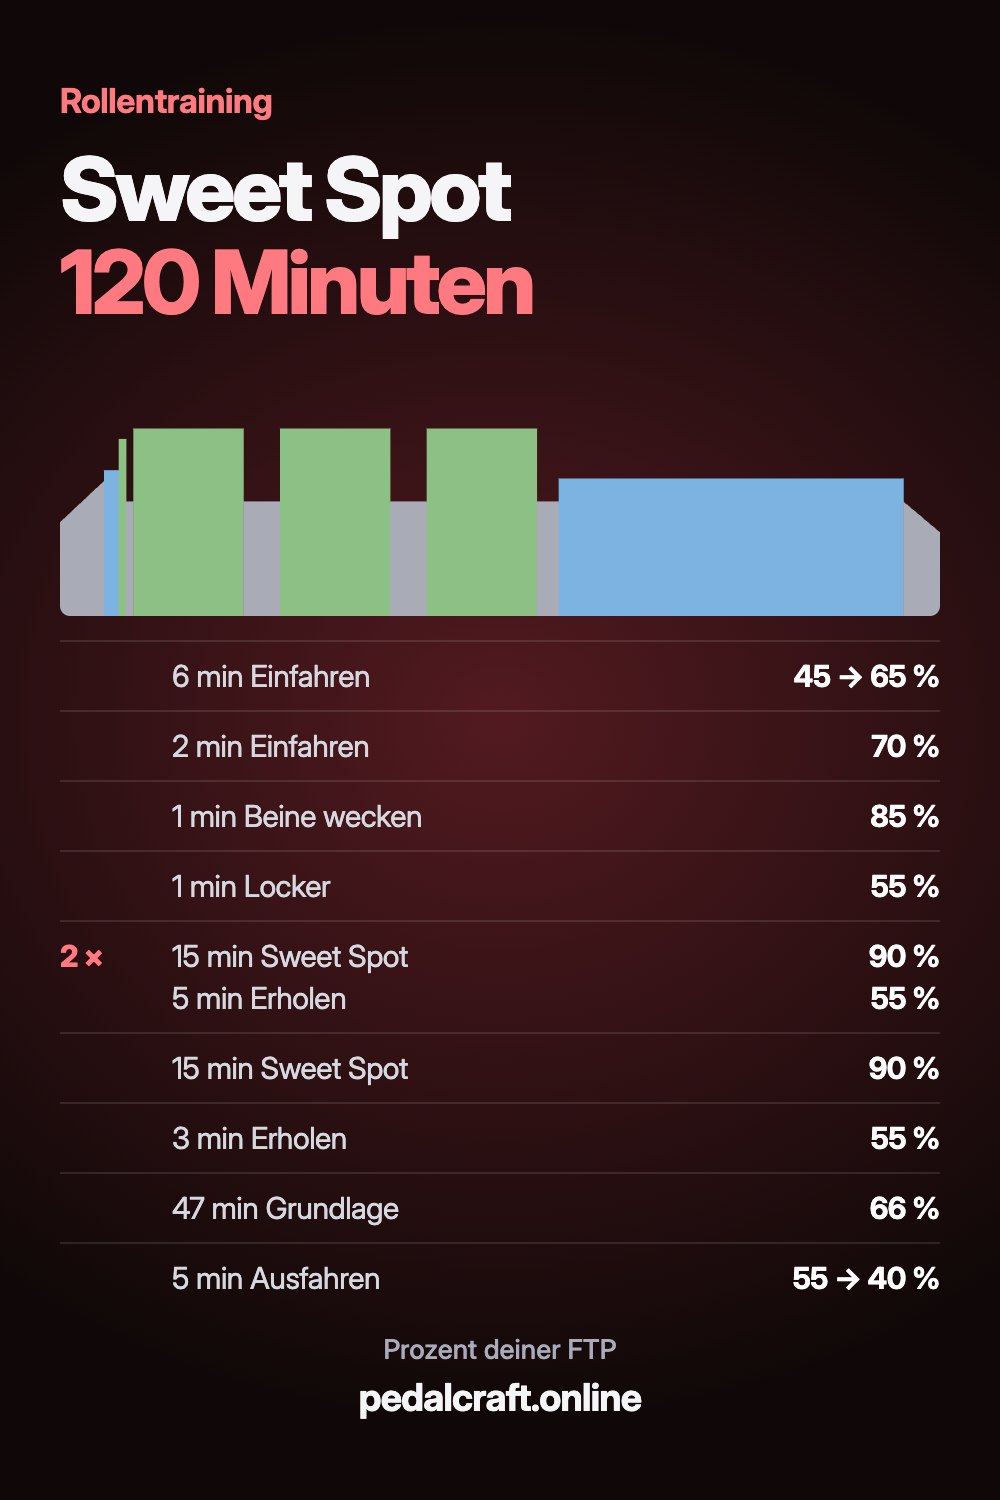 Rollentraining
Sweet Spot
120 Minuten
6 min Einfahren 45 → 65 %
2 min Einfahren 70 %
1 min Beine wecken 85 %
1 min Locker 55 %
2 × 15 min Sweet Spot 90 %
5 min Erholen 55 %
15 min Sweet Spot 90 %
3 min Erholen 55 %
47 min Grundlage 66 %
5 min Ausfahren 55 → 40 %
Prozent deiner FTP
pedalcraft.online